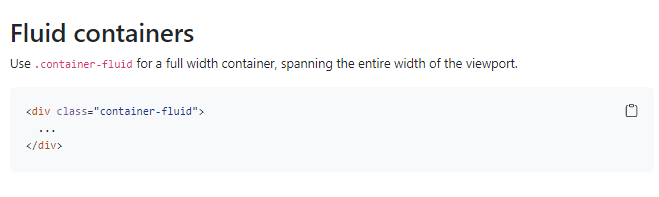 Fluid containers
Use .container-fluid for a full width container, spanning the entire width of the viewport.
<div class="container-fluid">
  ...
</div>